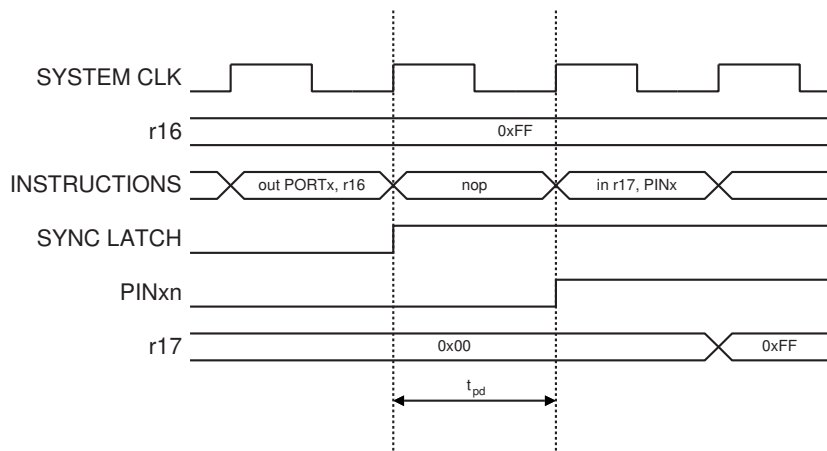 SYSTEM CLK
r16 0xFF
INSTRUCTIONS out PORTx, r16 nop in r17, PINx
SYNC LATCH
PINxn
r17 0x00 0xFF
tpd